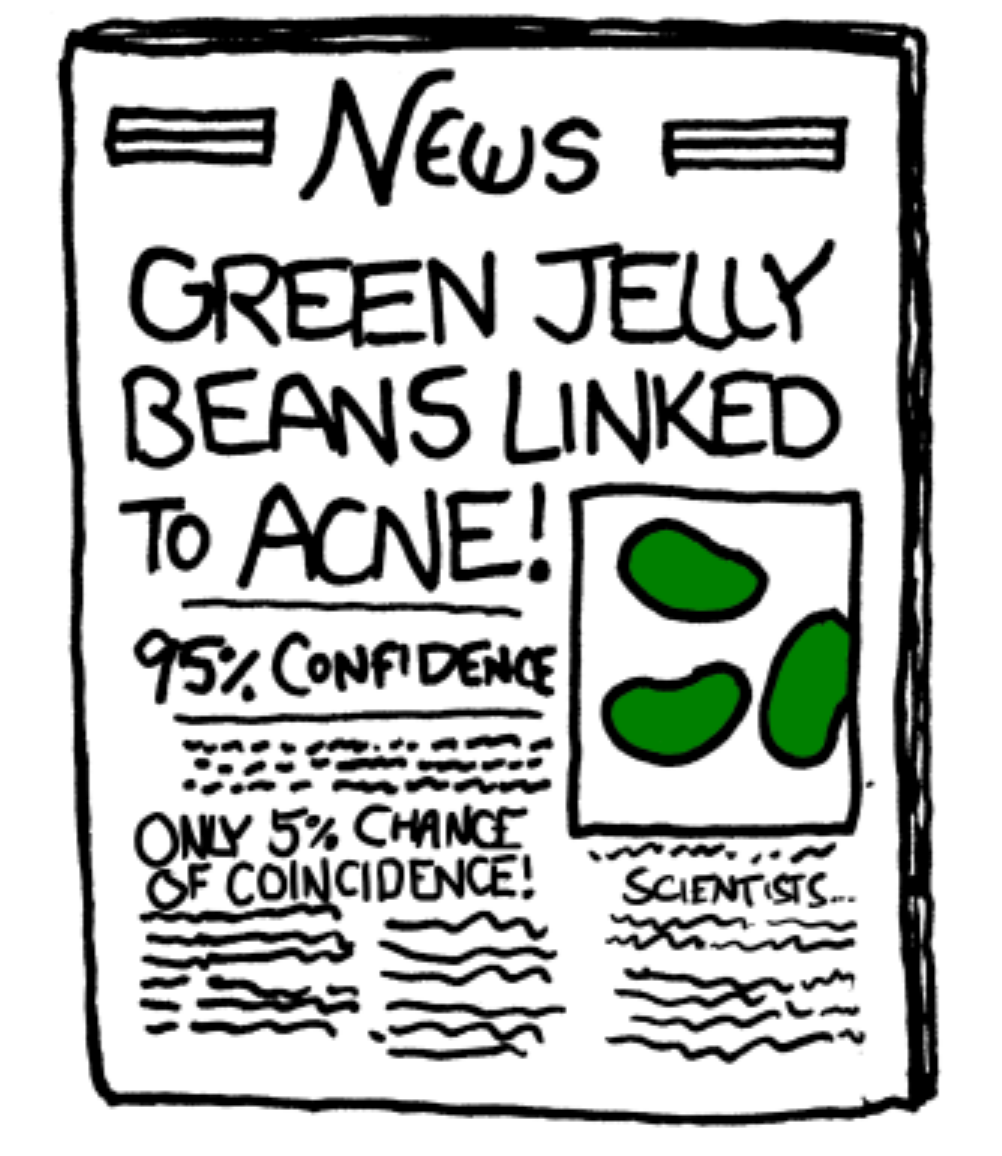 News
GREEN JELLY
BEANS LINKED
TO ACNE!
95% CONFIDENCE
ONLY 5% CHANCE
OF COINCIDENCE!
SCIENTISTS...